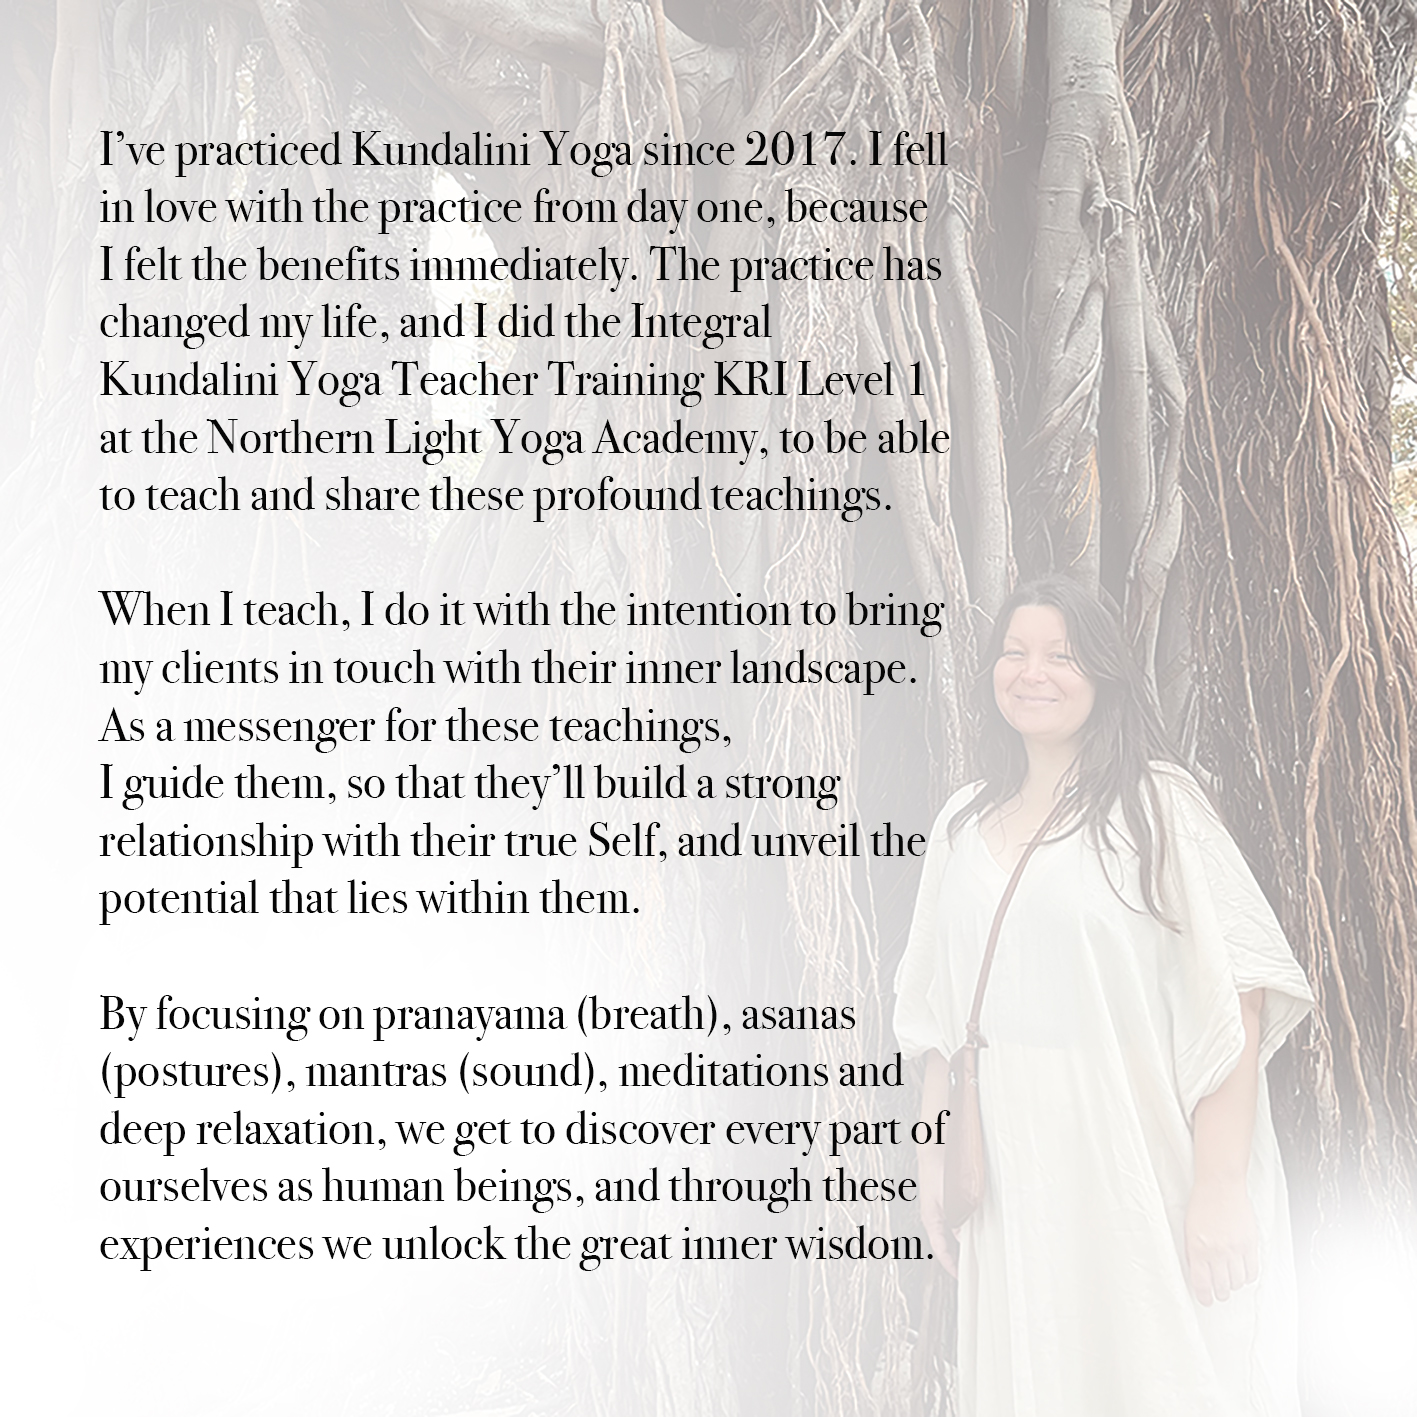 I’ve practiced Kundalini Yoga since 2017. I fell
in love with the practice from day one, because
I felt the benefits immediately. The practice has
changed my life, and I did the Integral
Kundalini Yoga Teacher Training KRI Level 1
at the Northern Light Yoga Academy, to be able
to teach and share these profound teachings.
When I teach, I do it with the intention to bring
my clients in touch with their inner landscape.
As a messenger for these teachings,
I guide them, so that they’ll build a strong
relationship with their true Self, and unveil the
potential that lies within them.
By focusing on pranayama (breath), asanas
(postures), mantras (sound), meditations and
deep relaxation, we get to discover every part of
ourselves as human beings, and through these
experiences we unlock the great inner wisdom.